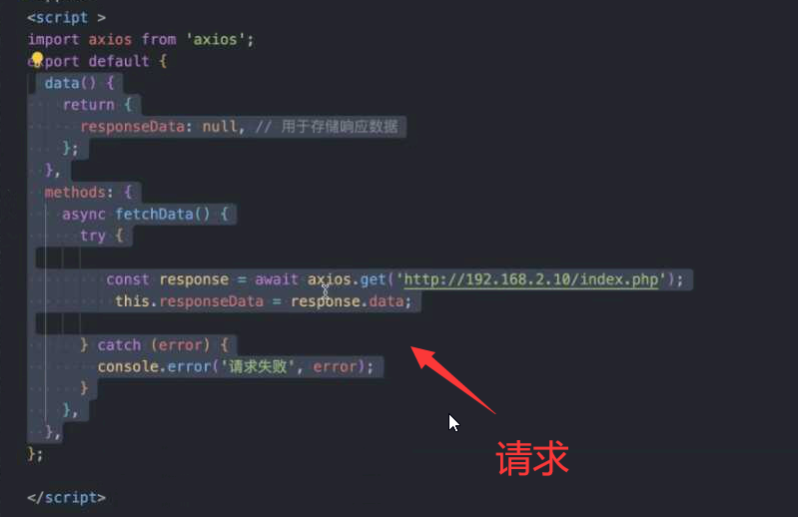 <script >
import axios from 'axios';
export default {
data() {
return {
responseData: null, // 用于存储响应数据
};
},
methods: {
async fetchData() {
try {
const response = await axios.get('http://192.168.2.10/index.php');
this.responseData = response.data;
} catch (error) {
console.error('请求失败', error);
}
},
},
};
</script>
请求